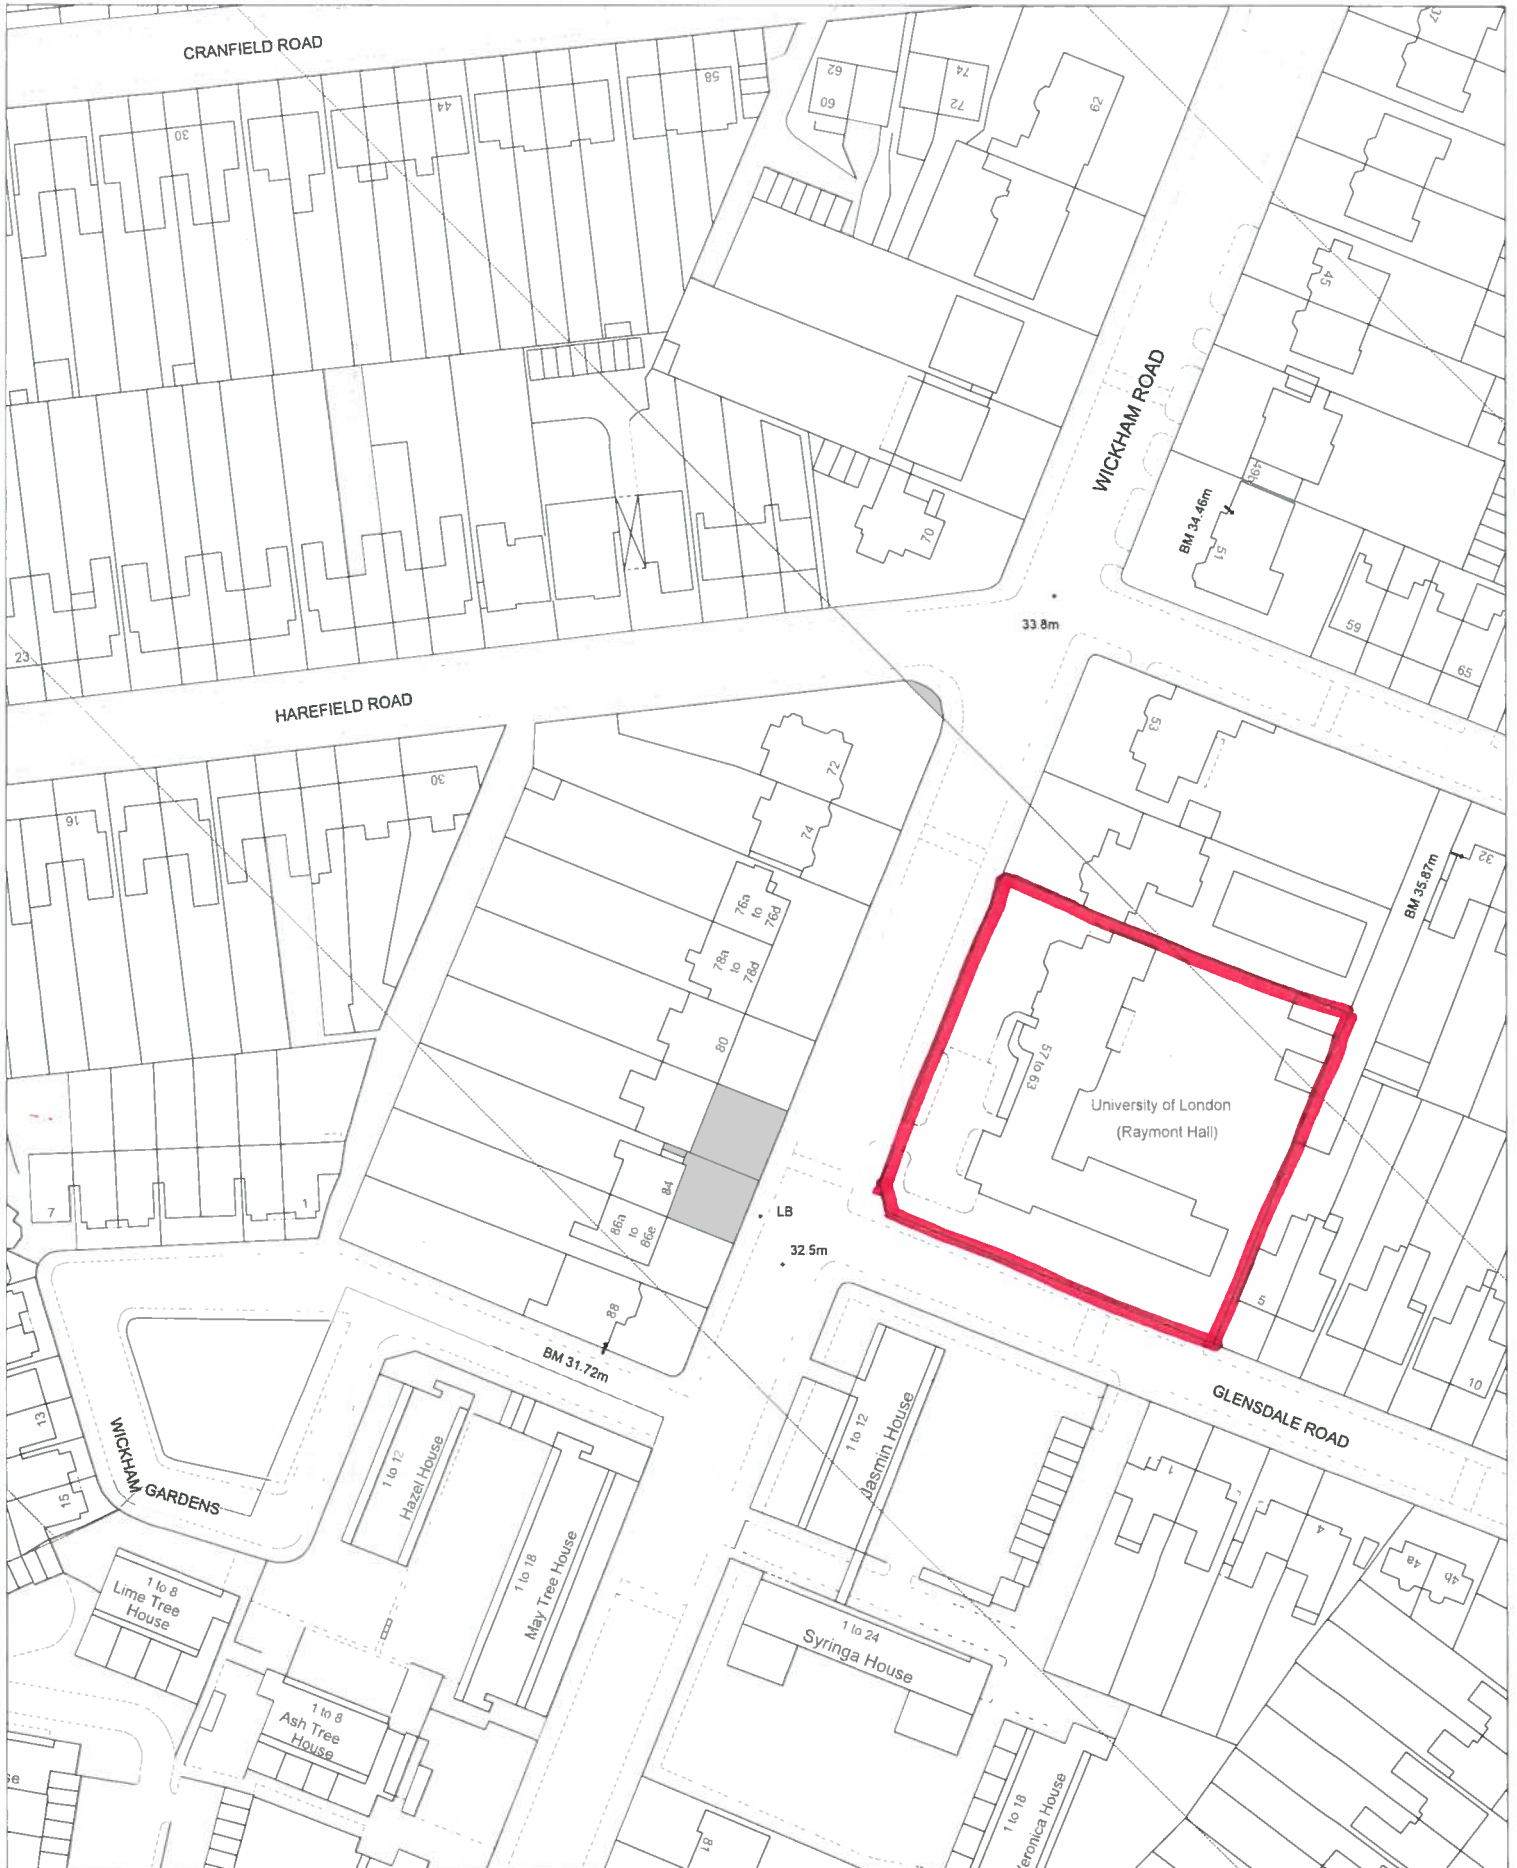 CRANFIELD ROAD
37
58
62
60
74
72
62
44
30
45
WICKHAM ROAD
49b
BM 34.46m
51
70
33.8m
59
65
23
HAREFIELD ROAD
53
72
30
74
16
32
BM 35.87m
76a
to
76d
78a
to
78d
80
57 to 63
University of London
(Raymont Hall)
84
7
1
LB
86a
to
86e
32.5m
88
5
BM 31.72m
10
GLENSDALE ROAD
13
WICKHAM
GARDENS
15
1 to 12
Hazel House
1 to 12
Jasmin House
1
4
4a
4b
1 to 18
May Tree House
1 to 8
Lime Tree
House
1 to 24
Syringa House
1 to 8
Ash Tree
House
se
1 to 18
eronica House
81